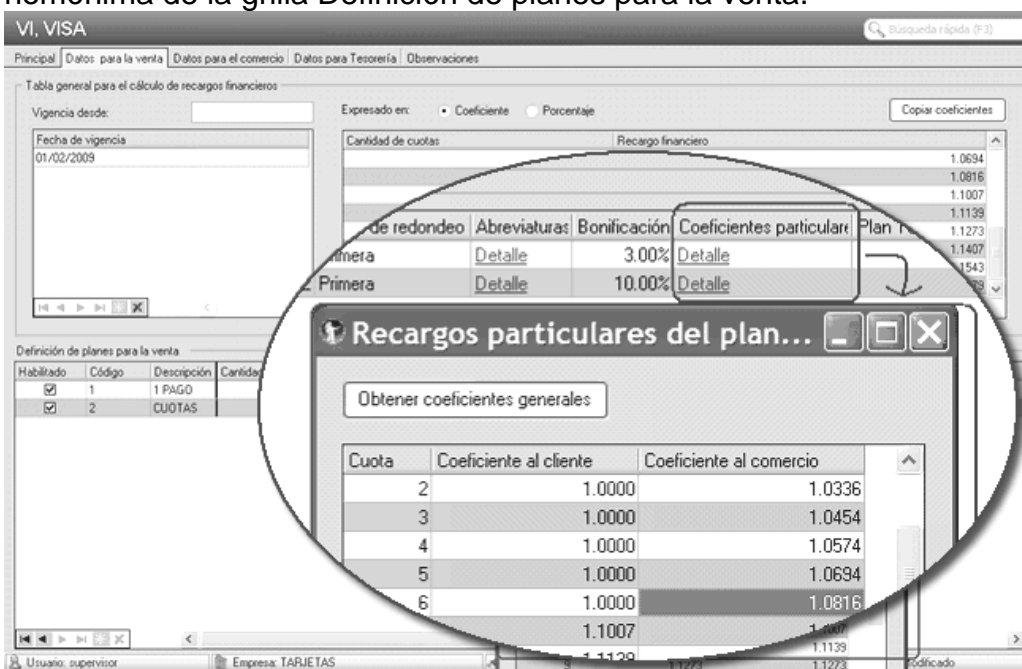 homónima de la grilla Definición de planes para la venta.
VI, VISA
Búsqueda rápida (F3)
Principal Datos para la venta Datos para el comercio Datos para Tesorería Observaciones
Tabla general para el cálculo de recargos financieros
Vigencia desde: Expresado en: Coeficiente Porcentaje Copiar coeficientes
Fecha de vigencia Cantidad de cuotas Recargo financiero
01/02/2009 1.0694
1.0816
1.1007
1.1139
1.1273
1.1407
1543
de redondeo Abreviaturas Bonificación Coeficientes particulare Plan
Detalle 3.00% Detalle
Primera Detalle 10.00% Detalle
Recargos particulares del plan...
Obtener coeficientes generales
Cuota Coeficiente al cliente Coeficiente al comercio
2 1.0000 1.0336
3 1.0000 1.0454
4 1.0000 1.0574
5 1.0000 1.0694
6 1.0000 1.0816
1.1007
1.1139
9 1.1273 1.1273
Definición de planes para la venta
Habilitado Código Descripción Cantidad
1 1 PAGO
2 CUOTAS
Usuario: supervisor Empresa: TARJETAS